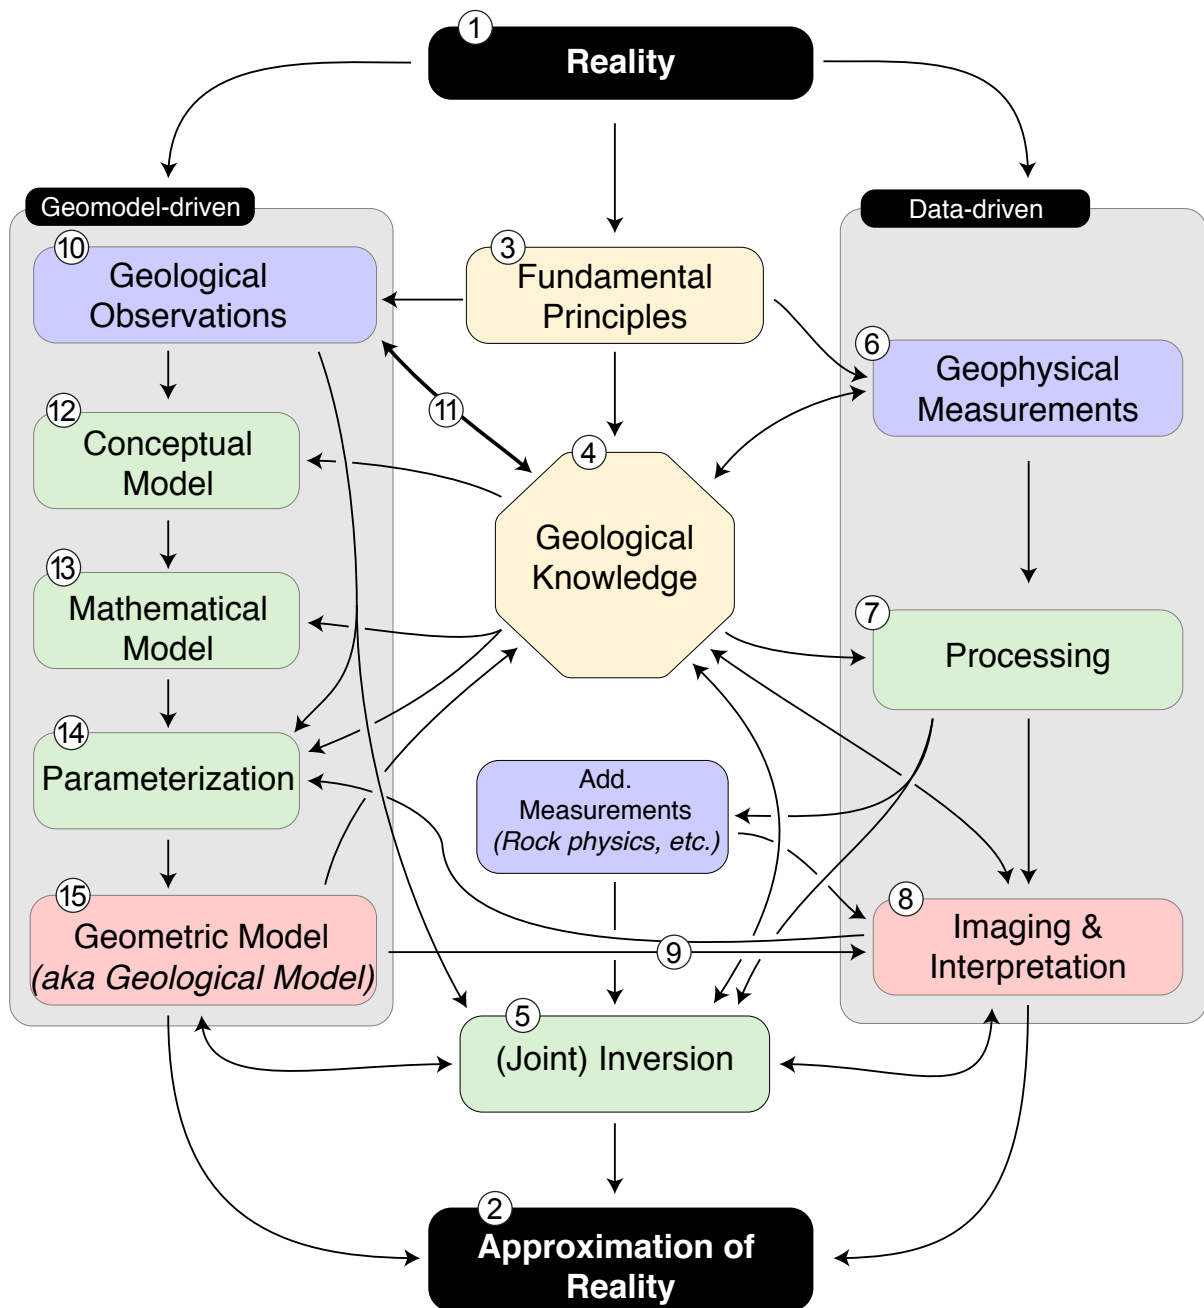 1
Reality
Geomodel-driven
Data-driven
10
Geological
Observations
3
Fundamental
Principles
6
Geophysical
Measurements
11
12
Conceptual
Model
4
Geological
Knowledge
13
Mathematical
Model
7
Processing
14
Parameterization
Add.
Measurements
(Rock physics, etc.)
15
Geometric Model
(aka Geological Model)
9
8
Imaging &
Interpretation
5
(Joint) Inversion
2
Approximation of
Reality